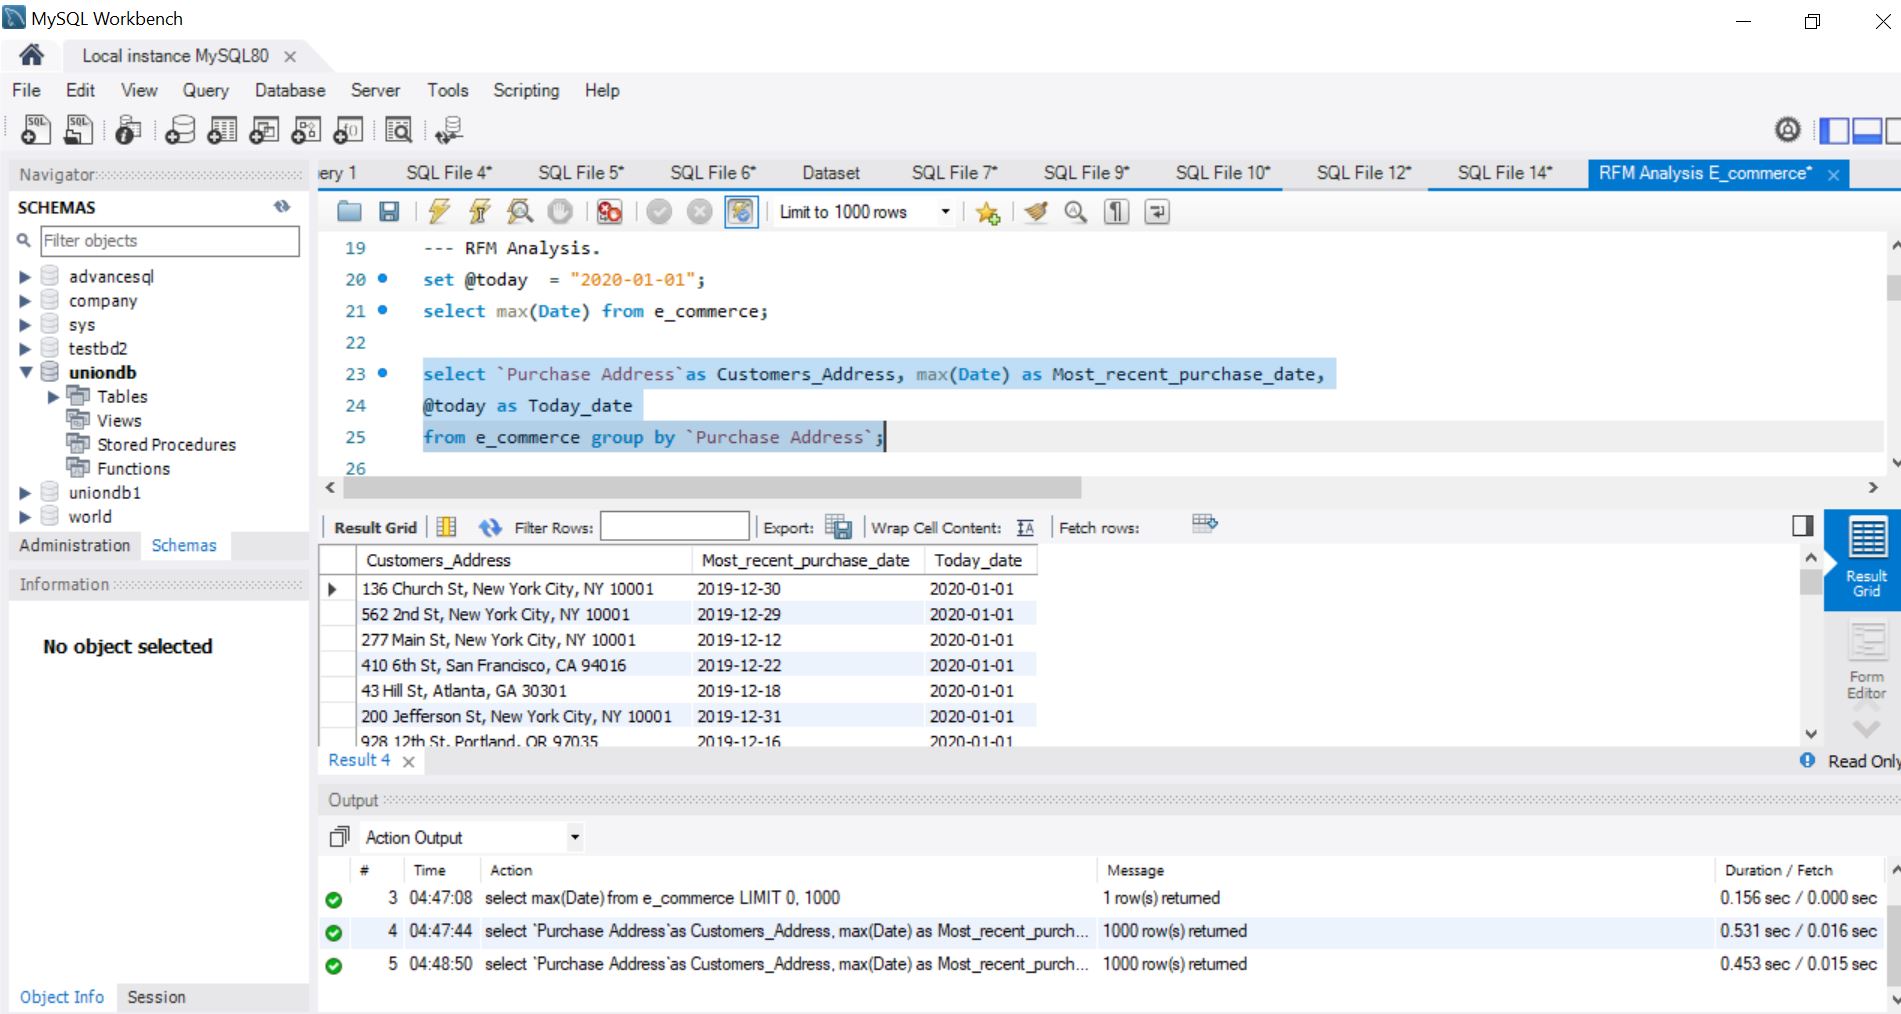 MySQL Workbench
Local instance MySQL80
File Edit View Query Database Server Tools Scripting Help
Navigator
ery 1 SQL File 4* SQL File 5* SQL File 6* Dataset SQL File 7* SQL File 9* SQL File 10* SQL File 12* SQL File 14* RFM Analysis E_commerce*
SCHEMAS
Limit to 1000 rows
Filter objects
advancesql
company
sys
testbd2
uniondb
Tables
Views
Stored Procedures
Functions
uniondb1
world
Administration Schemas
Information
No object selected
Object Info Session
19 --- RFM Analysis.
20 set @today = "2020-01-01";
21 select max(Date) from e_commerce;
22
23 select `Purchase Address`as Customers_Address, max(Date) as Most_recent_purchase_date,
24 @today as Today_date
25 from e_commerce group by `Purchase Address`;
26
Result Grid Filter Rows: Export: Wrap Cell Content: Fetch rows:
Customers_Address Most_recent_purchase_date Today_date
136 Church St, New York City, NY 10001 2019-12-30 2020-01-01
562 2nd St, New York City, NY 10001 2019-12-29 2020-01-01
277 Main St, New York City, NY 10001 2019-12-12 2020-01-01
410 6th St, San Francisco, CA 94016 2019-12-22 2020-01-01
43 Hill St, Atlanta, GA 30301 2019-12-18 2020-01-01
200 Jefferson St, New York City, NY 10001 2019-12-31 2020-01-01
928 12th St, Portland, OR 97035 2019-12-16 2020-01-01
Result
Grid
Form
Editor
Result 4
Read Only
Output
Action Output
# Time Action Message Duration / Fetch
3 04:47:08 select max(Date) from e_commerce LIMIT 0, 1000 1 row(s) returned 0.156 sec / 0.000 sec
4 04:47:44 select `Purchase Address`as Customers_Address, max(Date) as Most_recent_purch... 1000 row(s) returned 0.531 sec / 0.016 sec
5 04:48:50 select `Purchase Address`as Customers_Address, max(Date) as Most_recent_purch... 1000 row(s) returned 0.453 sec / 0.015 sec